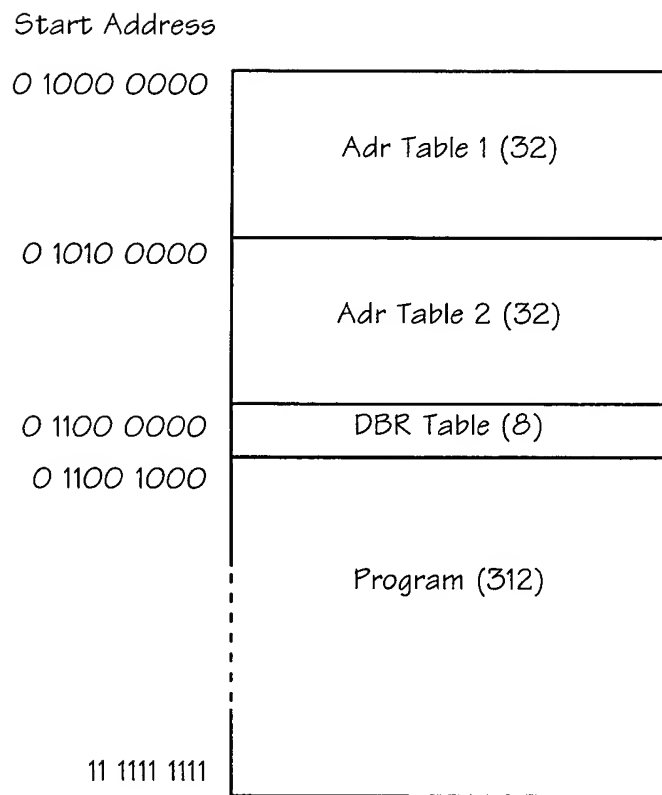 Start Address
0 1000 0000
Adr Table 1 (32)
0 1010 0000
Adr Table 2 (32)
0 1100 0000
DBR Table (8)
0 1100 1000
Program (312)
11 1111 1111